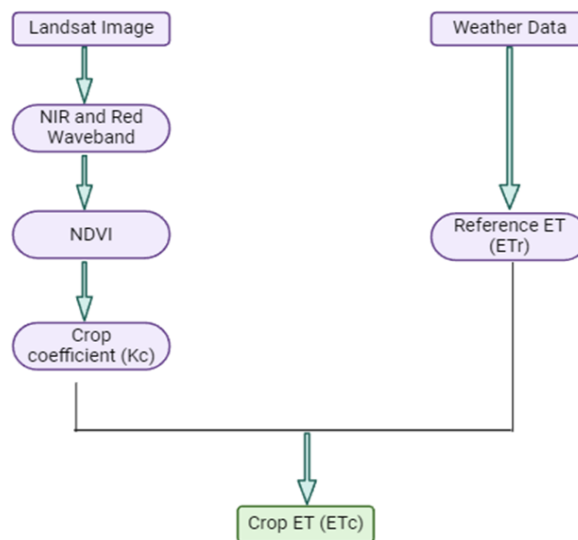 Landsat Image
Weather Data
NIR and Red
Waveband
NDVI
Reference ET
(ETr)
Crop
coefficient (Kc)
Crop ET (ETc)